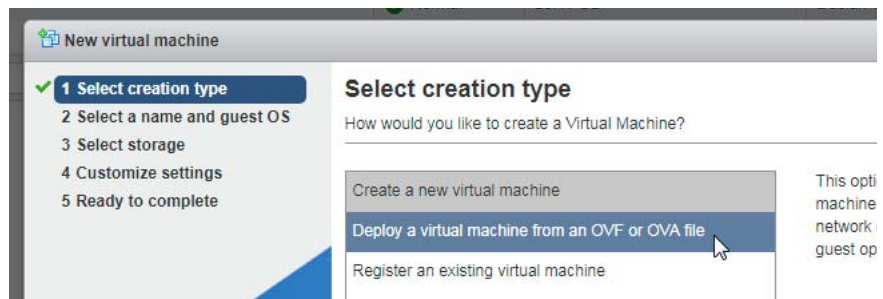 New virtual machine
1 Select creation type
2 Select a name and guest OS
3 Select storage
4 Customize settings
5 Ready to complete
Select creation type
How would you like to create a Virtual Machine?
Create a new virtual machine
Deploy a virtual machine from an OVF or OVA file
Register an existing virtual machine
This opti
machine
network
guest op